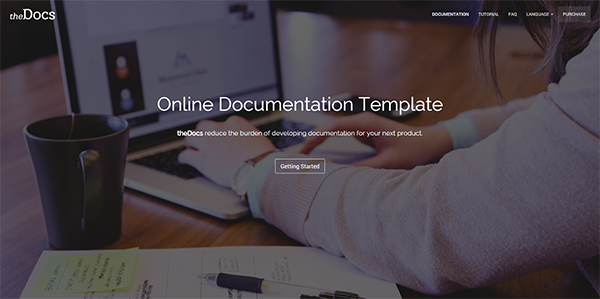 theDocs
DOCUMENTATION TUTORIAL FAQ LANGUAGE PURCHASE
Online Documentation Template
theDocs reduce the burden of developing documentation for your next product.
Getting Started